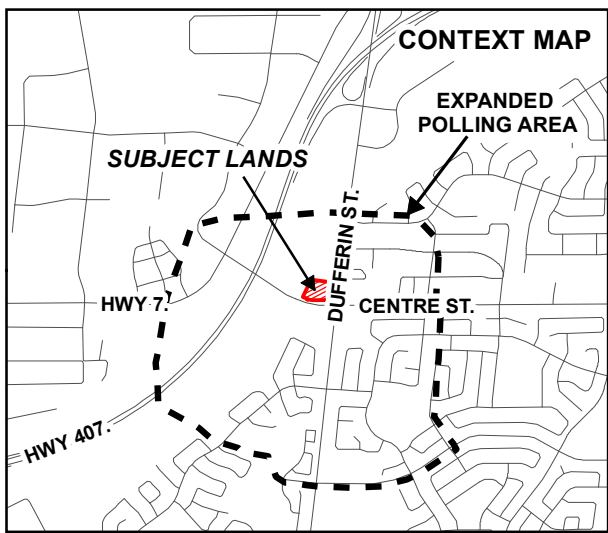 CONTEXT MAP
EXPANDED
POLLING AREA
SUBJECT LANDS
DUFFERIN ST.
HWY 7.
CENTRE ST.
HWY 407.